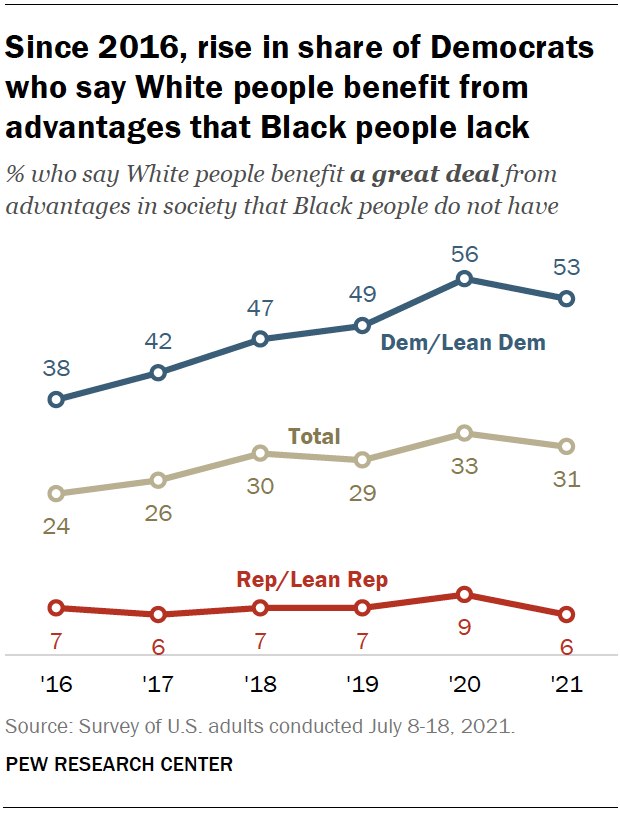 Since 2016, rise in share of Democrats
who say White people benefit from
advantages that Black people lack
% who say White people benefit a great deal from
advantages in society that Black people do not have
56
53
49
47
42
38
Dem/Lean Dem
Total
24
26
30
29
33
31
Rep/Lean Rep
7
6
7
7
9
6
'16 '17 '18 '19 '20 '21
Source: Survey of U.S. adults conducted July 8-18, 2021.
PEW RESEARCH CENTER